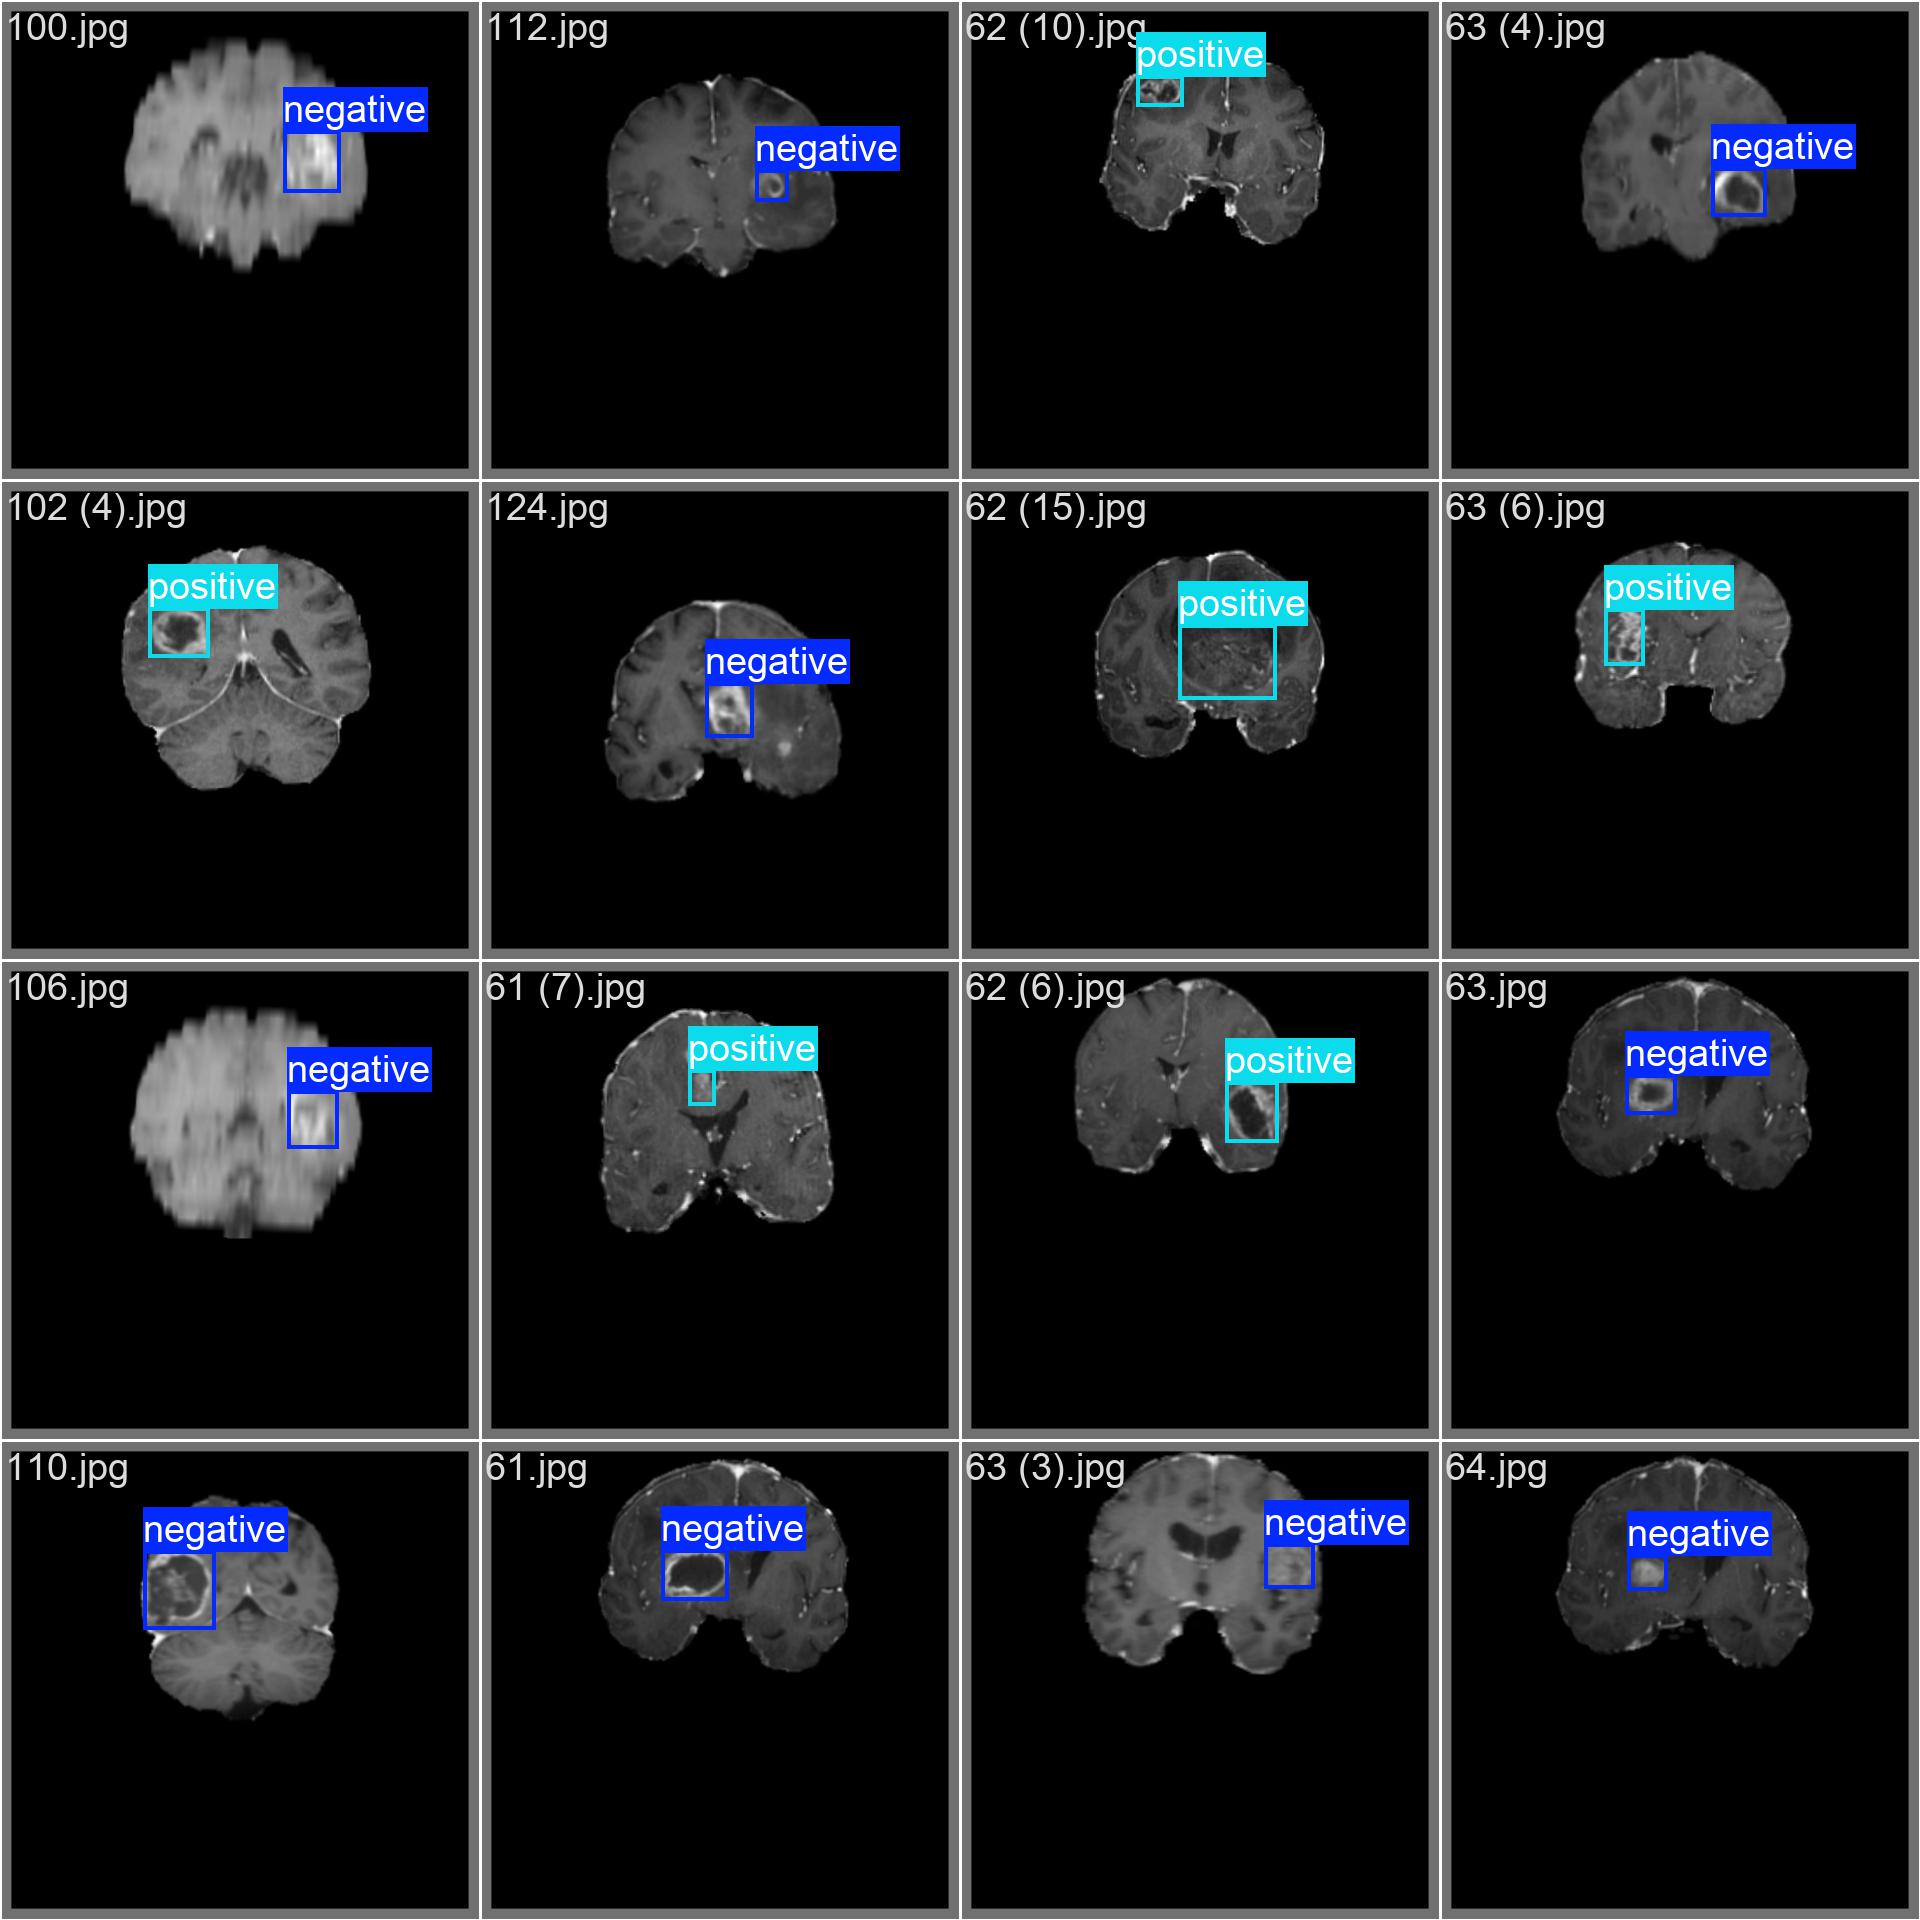 100.jpg
negative
112.jpg
negative
62 (10).jpg
positive
63 (4).jpg
negative
102 (4).jpg
positive
124.jpg
negative
62 (15).jpg
positive
63 (6).jpg
positive
106.jpg
negative
61 (7).jpg
positive
62 (6).jpg
positive
63.jpg
negative
110.jpg
negative
61.jpg
negative
63 (3).jpg
negative
64.jpg
negative